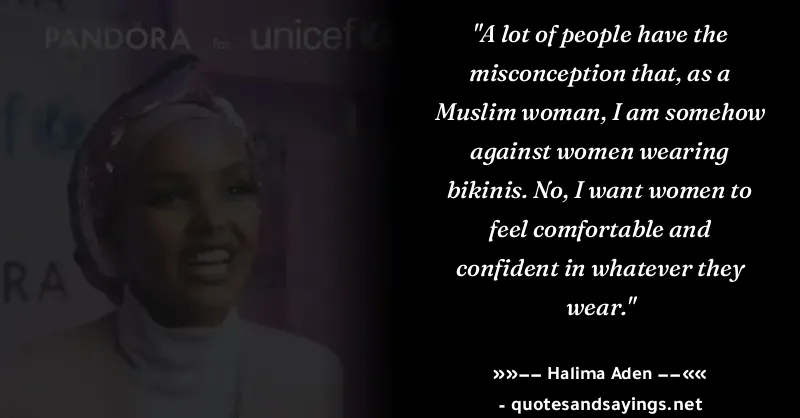 PANDÓRA for unicef
"A lot of people have the
misconception that, as a
Muslim woman, I am somehow
against women wearing
bikinis. No, I want women to
feel comfortable and
confident in whatever they
wear."
»»−− Halima Aden −−««
- quotesandsayings.net
RA